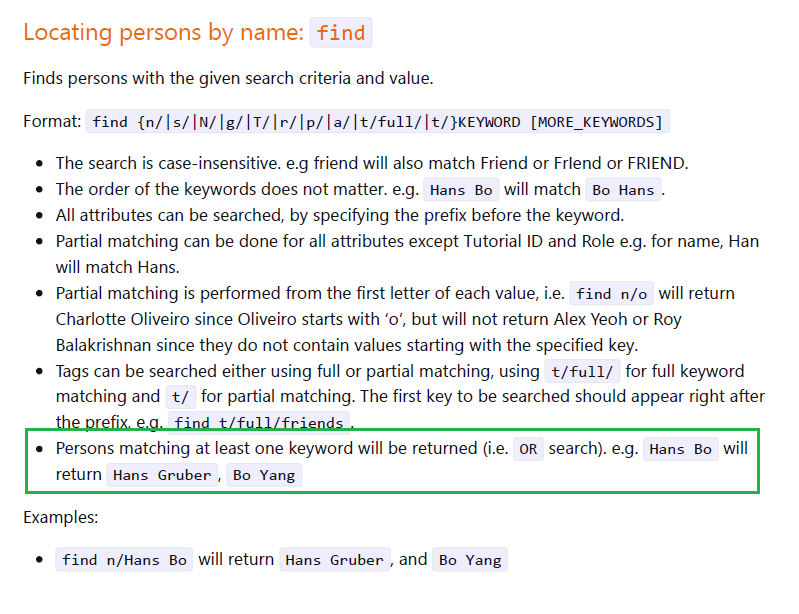 Locating persons by name: find
Finds persons with the given search criteria and value.
Format: find {n/|s/|N/|g/|T/|r/|p/|a/|t/full/|t/}KEYWORD [MORE_KEYWORDS]
• The search is case-insensitive. e.g friend will also match Friend or FrIend or FRIEND.
• The order of the keywords does not matter. e.g. Hans Bo will match Bo Hans.
• All attributes can be searched, by specifying the prefix before the keyword.
• Partial matching can be done for all attributes except Tutorial ID and Role e.g. for name, Han
will match Hans.
• Partial matching is performed from the first letter of each value, i.e. find n/o will return
Charlotte Oliveiro since Oliveiro starts with ‘o’, but will not return Alex Yeoh or Roy
Balakrishnan since they do not contain values starting with the specified key.
• Tags can be searched either using full or partial matching, using t/full/ for full keyword
matching and t/ for partial matching. The first key to be searched should appear right after
the prefix, e.g. find t/full/friends.
• Persons matching at least one keyword will be returned (i.e. OR search). e.g. Hans Bo will
return Hans Gruber, Bo Yang
Examples:
• find n/Hans Bo will return Hans Gruber, and Bo Yang